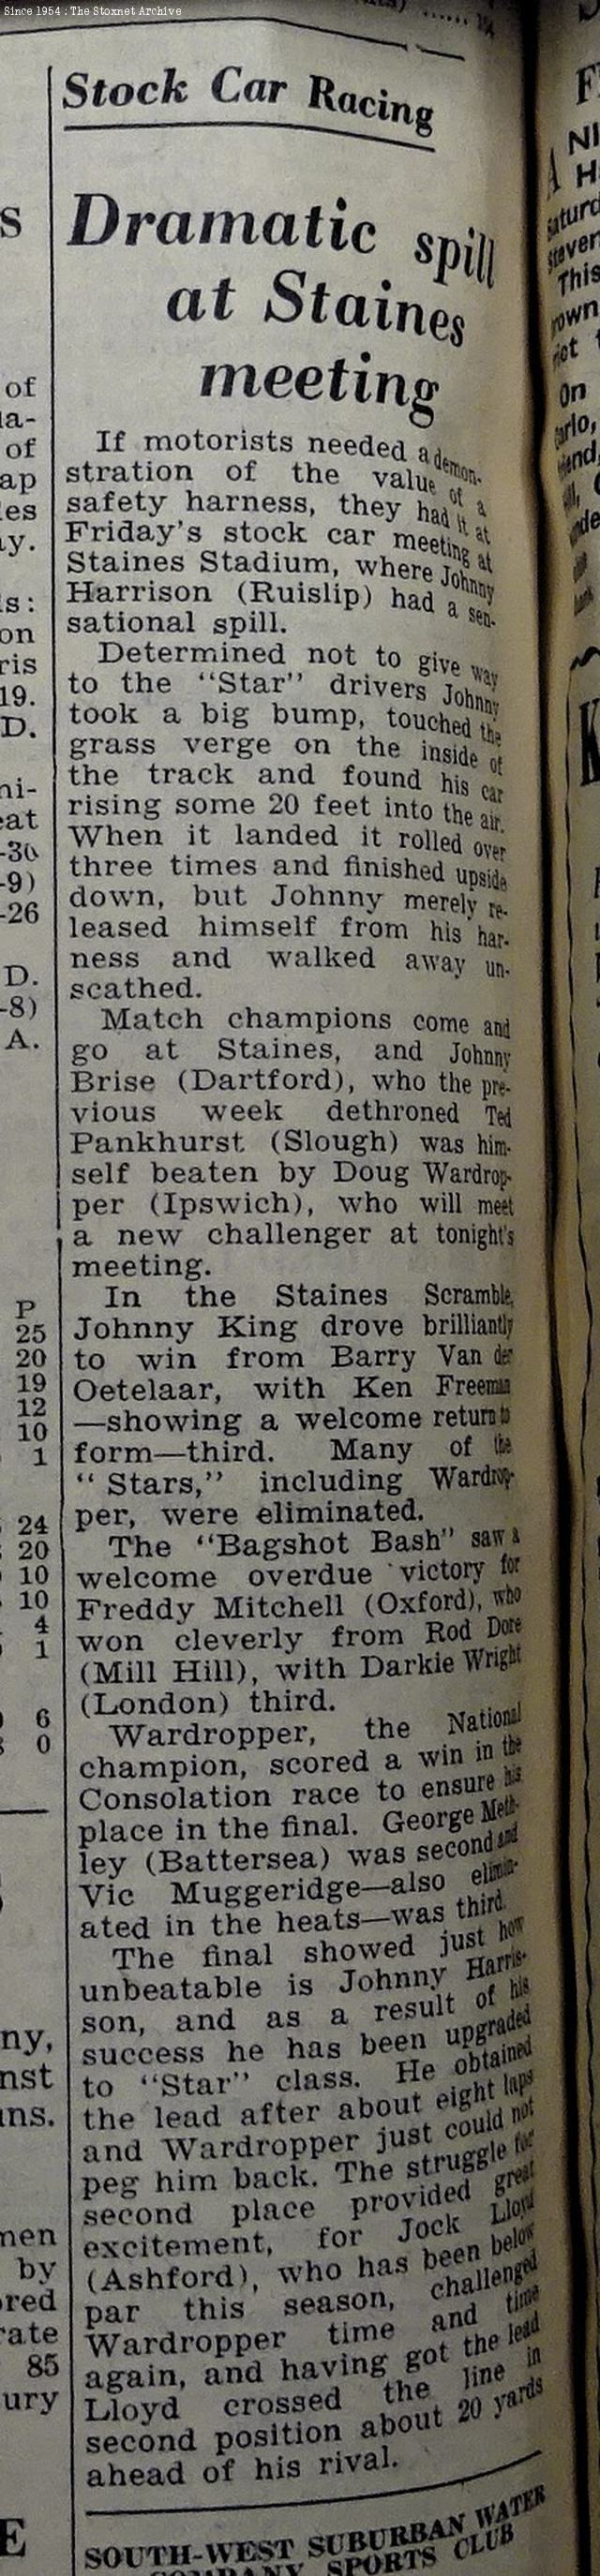 Since 1954 : The Stoxnet Archive
Stock Car Racing
Dramatic spill
at Staines
meeting
If motorists needed a demon-
stration of the value of a
safety harness, they had it at
Friday's stock car meeting at
Staines Stadium, where Johnny
Harrison (Ruislip) had a sen-
sational spill.
Determined not to give way
to the "Star" drivers Johnny
took a big bump, touched the
grass verge on the inside of
the track and found his car
rising some 20 feet into the air.
When it landed it rolled over
three times and finished upside
down, but Johnny merely re-
leased himself from his har-
ness and walked away un-
scathed.
Match champions come and
go at Staines, and Johnny
Brise (Dartford), who the pre-
vious week dethroned Ted
Pankhurst (Slough) was him-
self beaten by Doug Wardrop-
per (Ipswich), who will meet
a new challenger at tonight's
meeting.
In the Staines Scramble,
Johnny King drove brilliantly
to win from Barry Van der
Oetelaar, with Ken Freeman
—showing a welcome return to
form—third. Many of the
"Stars," including Wardrop-
per, were eliminated.
The "Bagshot Bash" saw a
welcome overdue victory for
Freddy Mitchell (Oxford), who
won cleverly from Rod Dore
(Mill Hill), with Darkie Wright
(London) third.
Wardropper, the National
champion, scored a win in the
Consolation race to ensure his
place in the final. George Meth-
ley (Battersea) was second and
Vic Muggeridge—also elimin-
ated in the heats—was third.
The final showed just how
unbeatable is Johnny Harris-
son, and as a result of his
success he has been upgraded
to "Star" class. He obtained
the lead after about eight laps
and Wardropper just could not
peg him back. The struggle for
second place provided great
excitement, for Jock Lloyd
(Ashford), who has been below
par this season, challenged
Wardropper time and time
again, and having got the lead
Lloyd crossed the line in
second position about 20 yards
ahead of his rival.
SOUTH-WEST SUBURBAN WATER
COMPANY SPORTS CLUB